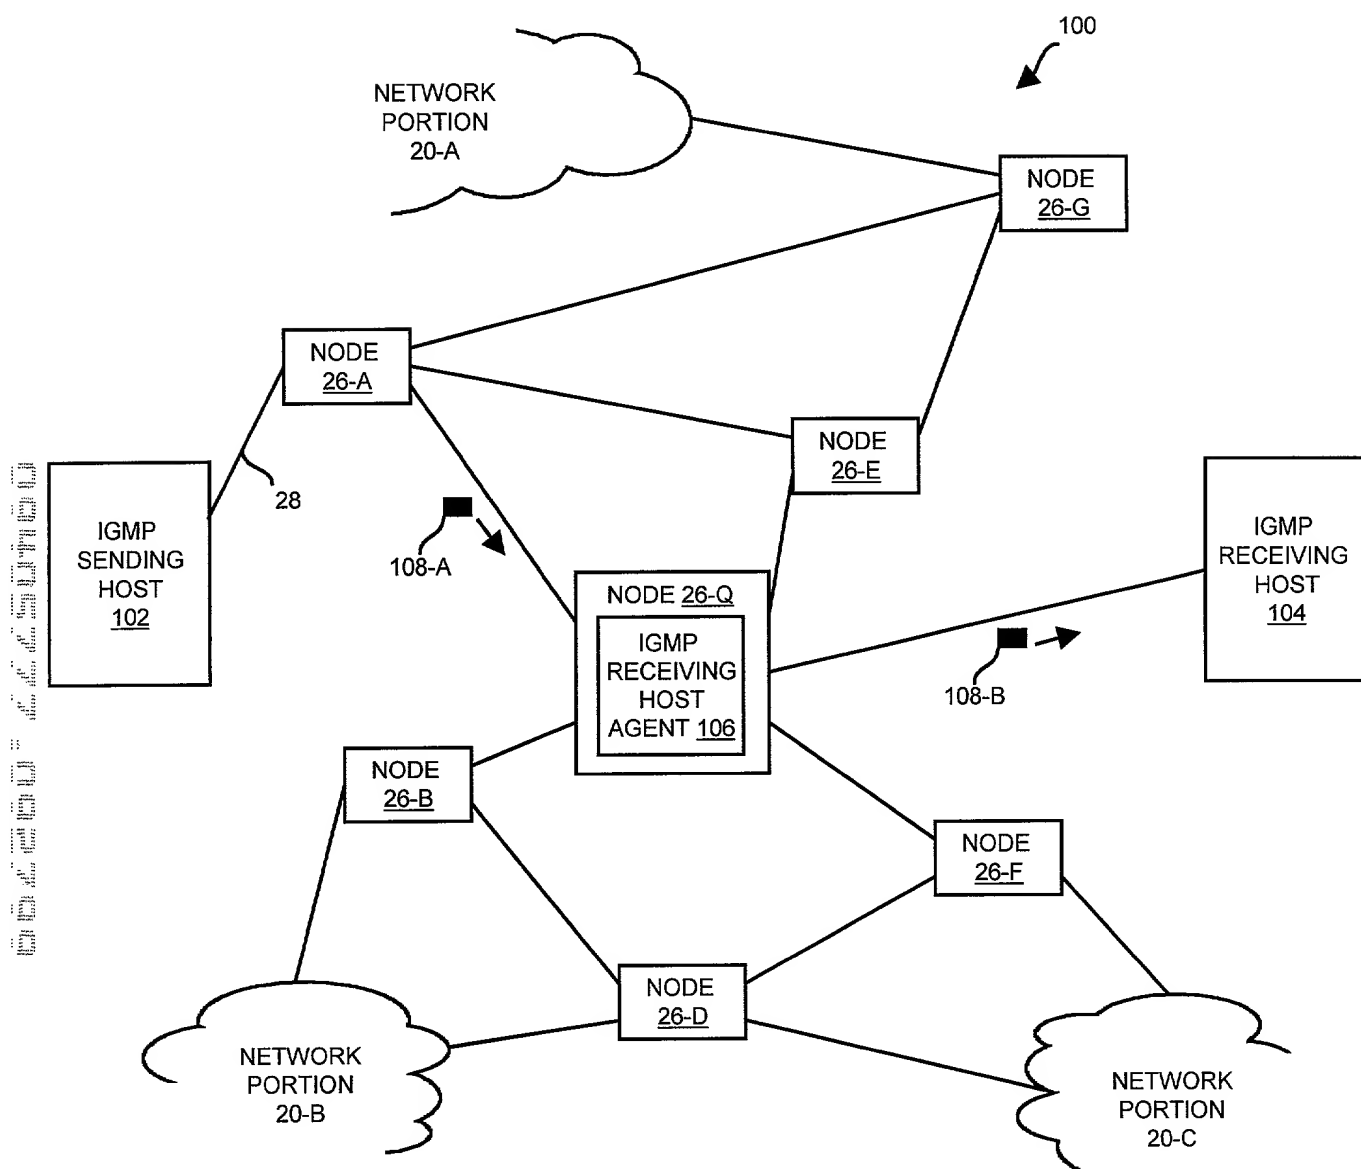 100
NETWORK
PORTION
20-A
NODE
26-G
NODE
26-A
NODE
26-E
28
IGMP
SENDING
HOST
102
108-A
IGMP
RECEIVING
HOST
104
NODE 26-Q
IGMP
RECEIVING
HOST
AGENT 106
108-B
NODE
26-B
NODE
26-F
NODE
26-D
NETWORK
PORTION
20-B
NETWORK
PORTION
20-C